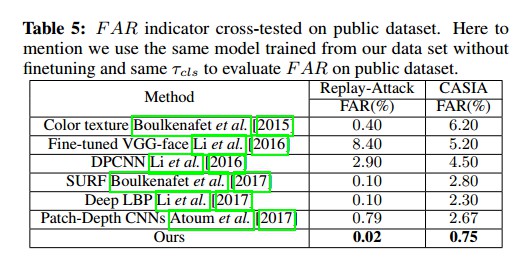 Table 5: FAR indicator cross-tested on public dataset. Here to
mention we use the same model trained from our data set without
finetuning and same τcls to evaluate FAR on public dataset.
Method Replay-Attack CASIA
FAR(%) FAR(%)
Color texture Boulkenafet et al. [2015] 0.40 6.20
Fine-tuned VGG-face Li et al. [2016] 8.40 5.20
DPCNN Li et al. [2016] 2.90 4.50
SURF Boulkenafet et al. [2017] 0.10 2.80
Deep LBP Li et al. [2017] 0.10 2.30
Patch-Depth CNNs Atoum et al. [2017] 0.79 2.67
Ours 0.02 0.75